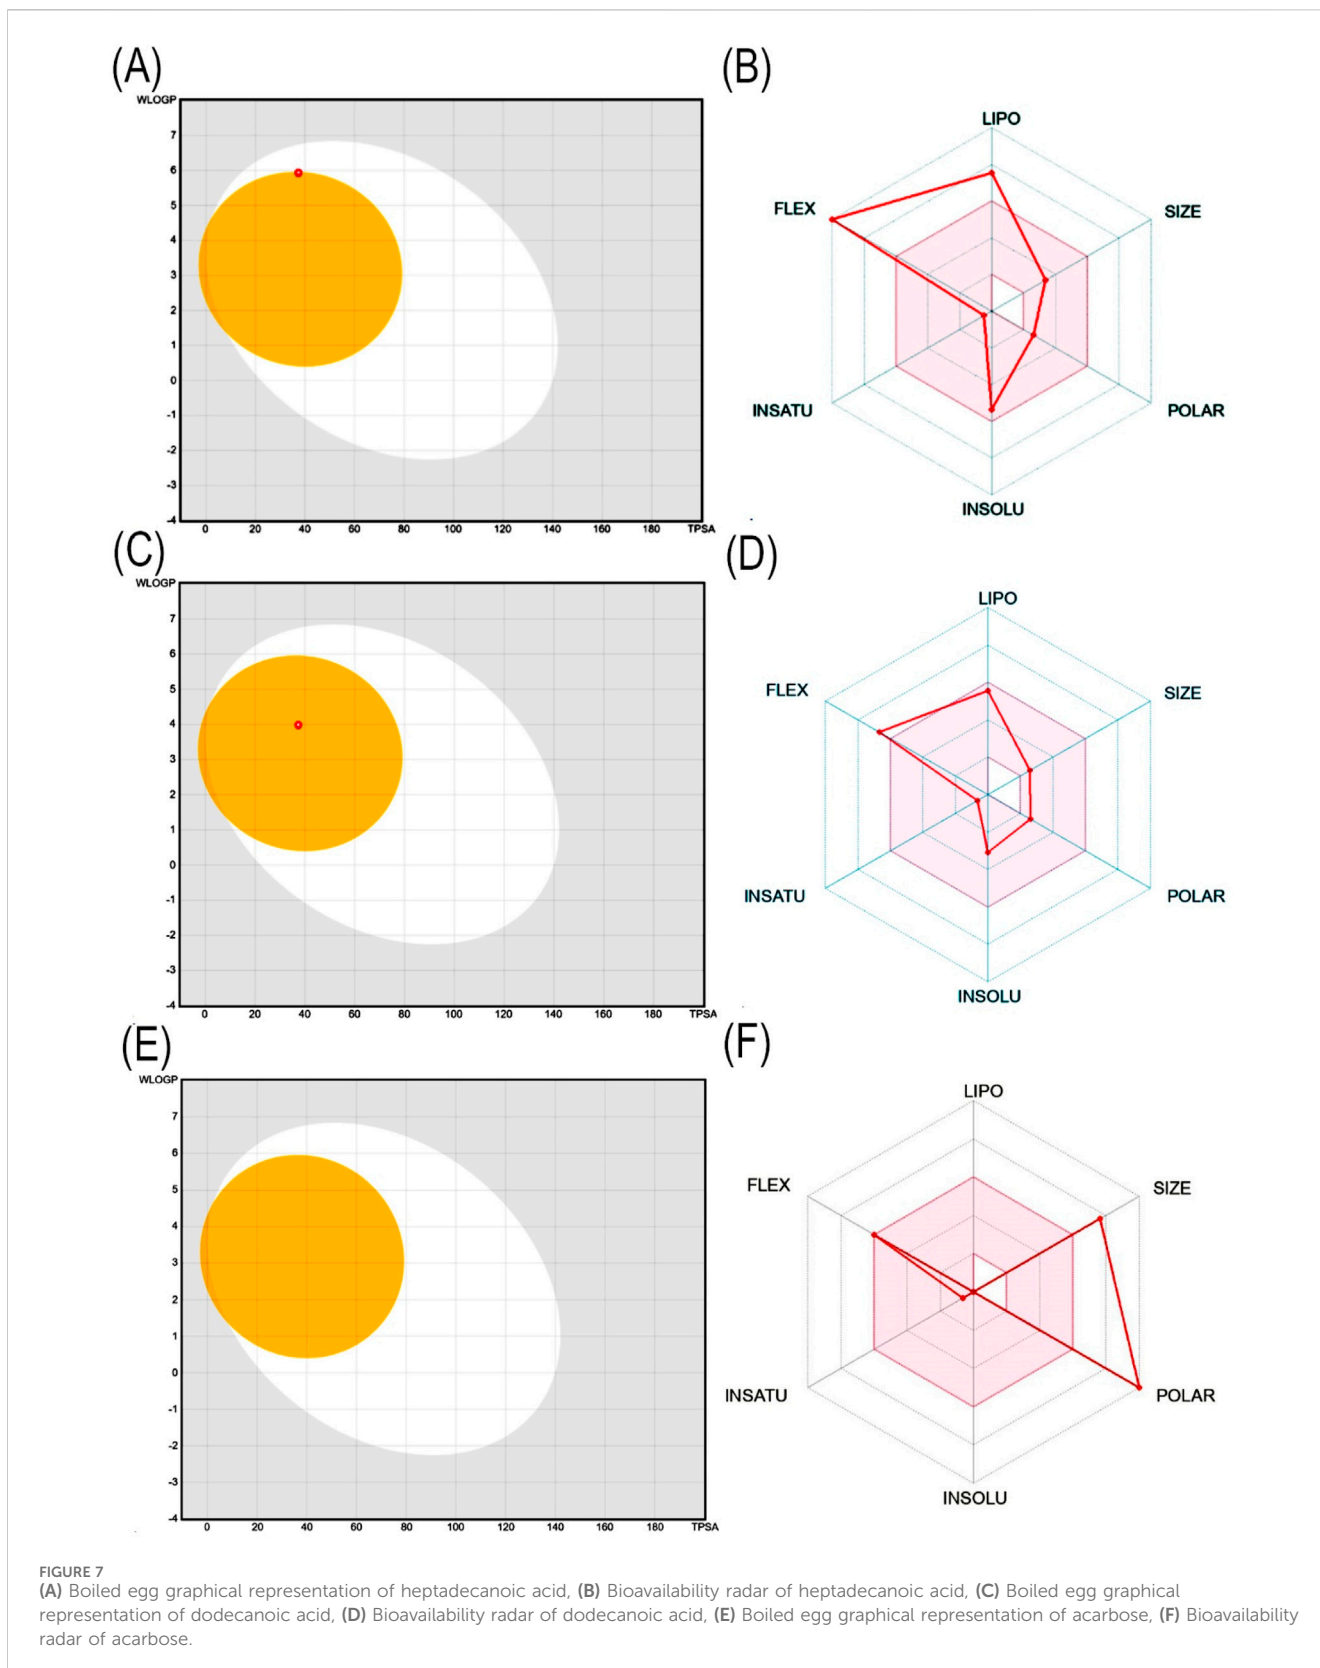 (A)
WLOGP
7
6
5
4
3
2
1
0
-1
-2
-3
-4
0 20 40 60 80 100 120 140 160 180 TPSA
(B)
LIPO
FLEX
SIZE
INSATU
POLAR
INSOLU
(C)
WLOGP
7
6
5
4
3
2
1
0
-1
-2
-3
-4
0 20 40 60 80 100 120 140 160 180 TPSA
(D)
LIPO
FLEX
SIZE
INSATU
POLAR
INSOLU
(E)
WLOGP
7
6
5
4
3
2
1
0
-1
-2
-3
-4
0 20 40 60 80 100 120 140 160 180 TPSA
(F)
LIPO
FLEX
SIZE
INSATU
POLAR
INSOLU
FIGURE 7
(A) Boiled egg graphical representation of heptadecanoic acid, (B) Bioavailability radar of heptadecanoic acid, (C) Boiled egg graphical
representation of dodecanoic acid, (D) Bioavailability radar of dodecanoic acid, (E) Boiled egg graphical representation of acarbose, (F) Bioavailability
radar of acarbose.